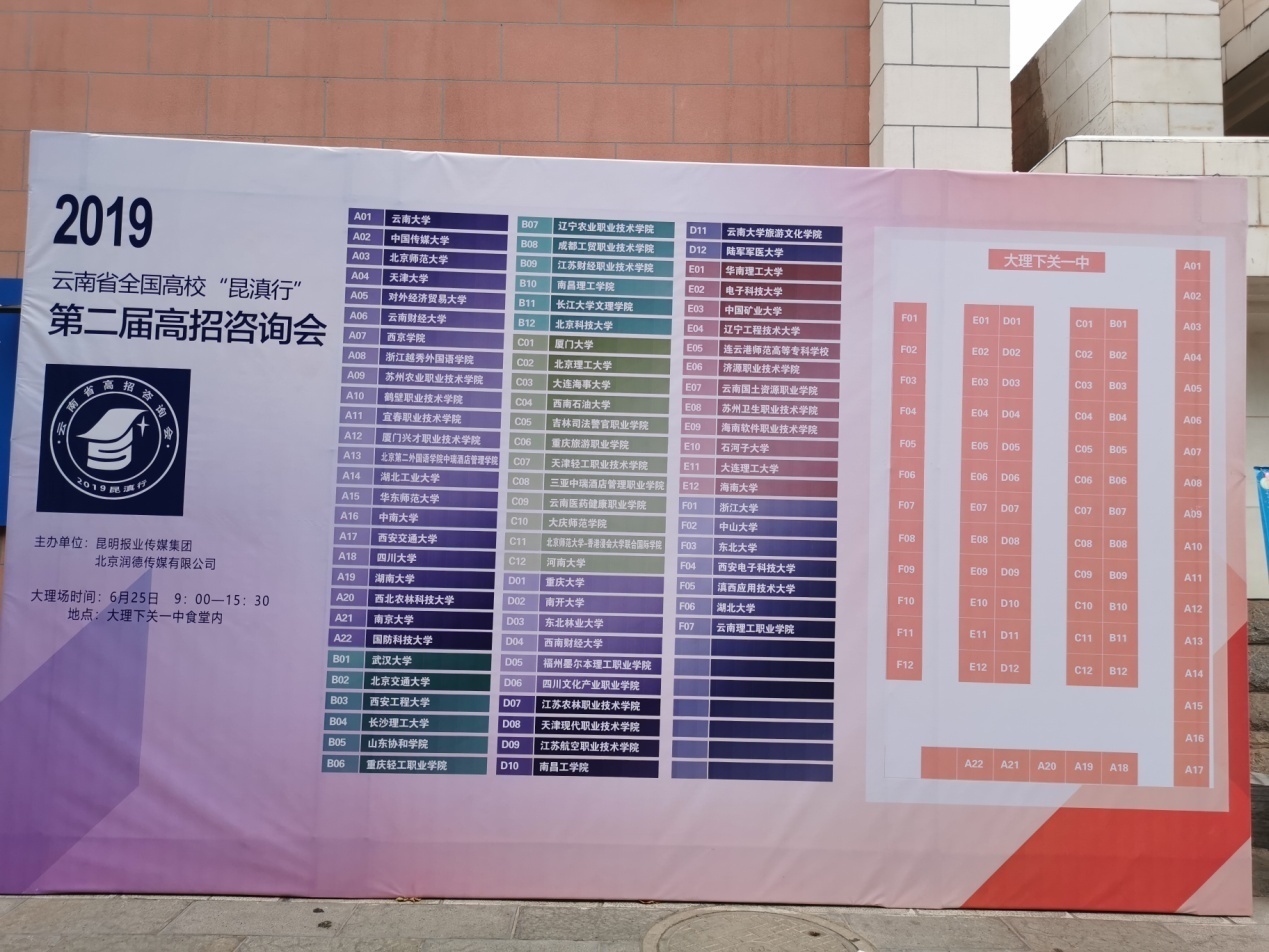 2019
云南省全国高校“昆滇行”
第二届高招咨询会
·云南省高招咨询会·
2019昆滇行
主办单位：昆明报业传媒集团
北京润德传媒有限公司
大理场时间：6月25日 9：00—15：30
地点：大理下关一中食堂内
A01 云南大学
A02 中国传媒大学
A03 北京师范大学
A04 天津大学
A05 对外经济贸易大学
A06 云南财经大学
A07 西京学院
A08 浙江越秀外国语学院
A09 苏州农业职业技术学院
A10 鹤壁职业技术学院
A11 宜春职业技术学院
A12 厦门兴才职业技术学院
A13 北京第二外国语学院中瑞酒店管理学院
A14 湖北工业大学
A15 华东师范大学
A16 中南大学
A17 西安交通大学
A18 四川大学
A19 湖南大学
A20 西北农林科技大学
A21 南京大学
A22 国防科技大学
B01 武汉大学
B02 北京交通大学
B03 西安工程大学
B04 长沙理工大学
B05 山东协和学院
B06 重庆轻工职业学院
B07 辽宁农业职业技术学院
B08 成都工贸职业技术学院
B09 江苏财经职业技术学院
B10 南昌理工学院
B11 长江大学文理学院
B12 北京科技大学
C01 厦门大学
C02 北京理工大学
C03 大连海事大学
C04 西南石油大学
C05 吉林司法警官职业学院
C06 重庆旅游职业学院
C07 天津轻工职业技术学院
C08 三亚中瑞酒店管理职业学院
C09 云南医药健康职业学院
C10 大庆师范学院
C11 北京师范大学-香港浸会大学联合国际学院
C12 河南大学
D01 重庆大学
D02 南开大学
D03 东北林业大学
D04 西南财经大学
D05 福州墨尔本理工职业学院
D06 四川文化产业职业学院
D07 江苏农林职业技术学院
D08 天津现代职业技术学院
D09 江苏航空职业技术学院
D10 南昌工学院
D11 云南大学旅游文化学院
D12 陆军军医大学
E01 华南理工大学
E02 电子科技大学
E03 中国矿业大学
E04 辽宁工程技术大学
E05 连云港师范高等专科学校
E06 济源职业技术学院
E07 云南国土资源职业学院
E08 苏州卫生职业技术学院
E09 海南软件职业技术学院
E10 石河子大学
E11 大连理工大学
E12 海南大学
F01 浙江大学
F02 中山大学
F03 东北大学
F04 西安电子科技大学
F05 滇西应用技术大学
F06 湖北大学
F07 云南理工职业学院
大理下关一中
A01
A02
F01 E01 D01 C01 B01 A03
F02 E02 D02 C02 B02 A04
F03 E03 D03 C03 B03 A05
F04 E04 D04 C04 B04 A06
F05 E05 D05 C05 B05 A07
F06 E06 D06 C06 B06 A08
F07 E07 D07 C07 B07 A09
F08 E08 D08 C08 B08 A10
F09 E09 D09 C09 B09 A11
F10 E10 D10 C10 B10 A12
F11 E11 D11 C11 B11 A13
F12 E12 D12 C12 B12 A14
A15
A16
A22 A21 A20 A19 A18 A17